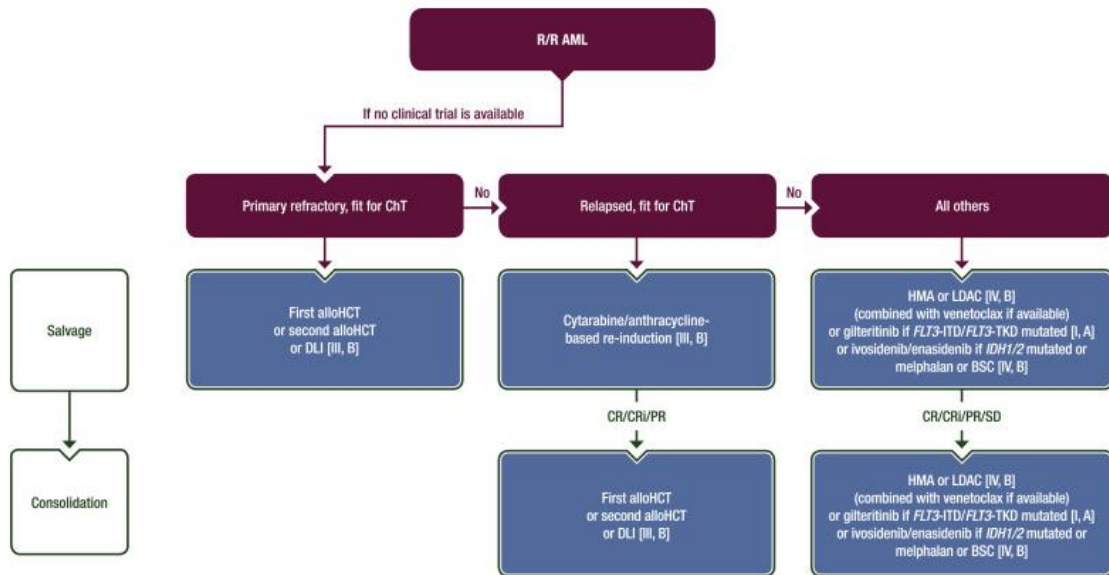 R/R AML
If no clinical trial is available
Primary refractory, fit for ChT
No
Relapsed, fit for ChT
No
All others
Salvage
First alloHCT
or second alloHCT
or DLI [III, B]
Cytarabine/anthracycline-
based re-induction [III, B]
HMA or LDAC [IV, B]
(combined with venetoclax if available)
or gilteritinib if FLT3-ITD/FLT3-TKD mutated [I, A]
or ivosidenib/enasidenib if IDH1/2 mutated or
melphalan or BSC [IV, B]
CR/CRi/PR
CR/CRi/PR/SD
Consolidation
First alloHCT
or second alloHCT
or DLI [III, B]
HMA or LDAC [IV, B]
(combined with venetoclax if available)
or gilteritinib if FLT3-ITD/FLT3-TKD mutated [I, A]
or ivosidenib/enasidenib if IDH1/2 mutated or
melphalan or BSC [IV, B]